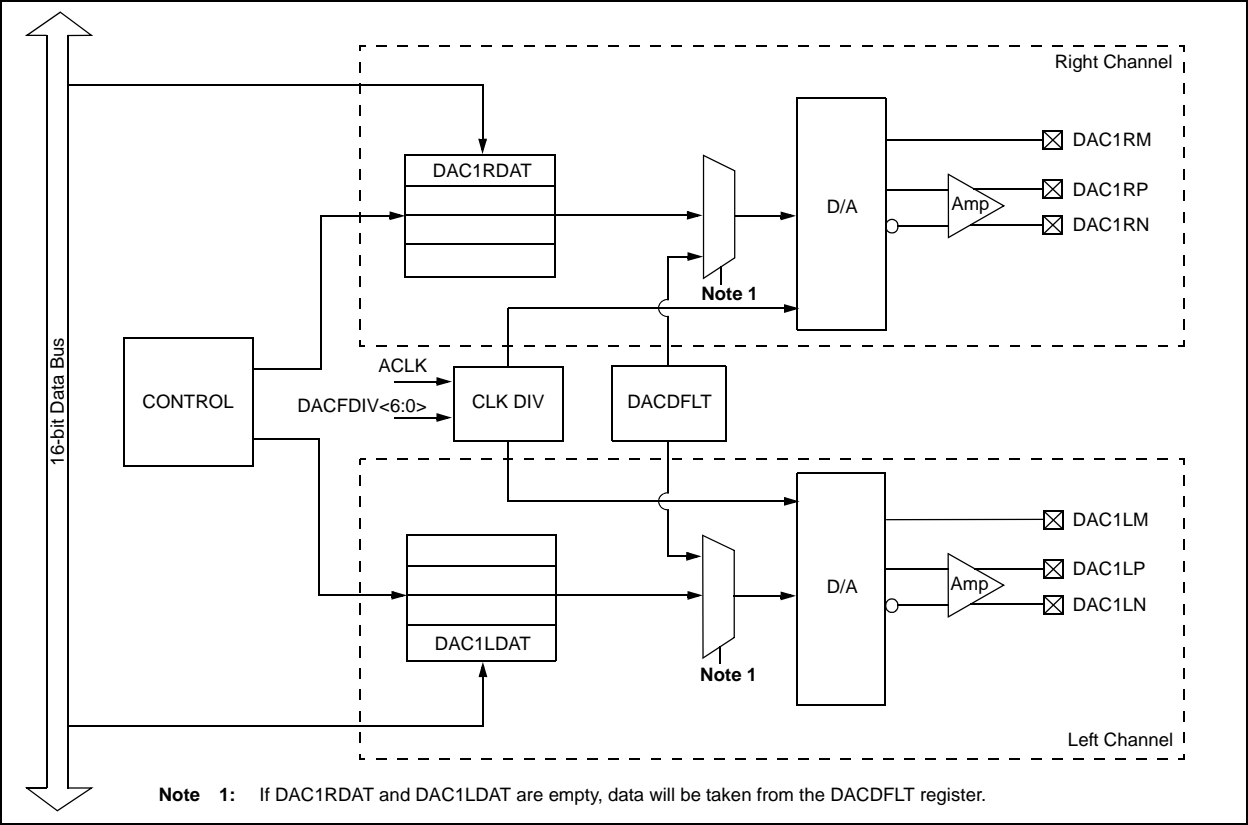 Right Channel
DAC1RDAT
D/A
DAC1RM
Amp
DAC1RP
DAC1RN
Note 1
16-bit Data Bus
CONTROL
ACLK
DACFDIV<6:0>
CLK DIV
DACDFLT
D/A
DAC1LM
Amp
DAC1LP
DAC1LN
DAC1LDAT
Note 1
Left Channel
Note 1: If DAC1RDAT and DAC1LDAT are empty, data will be taken from the DACDFLT register.